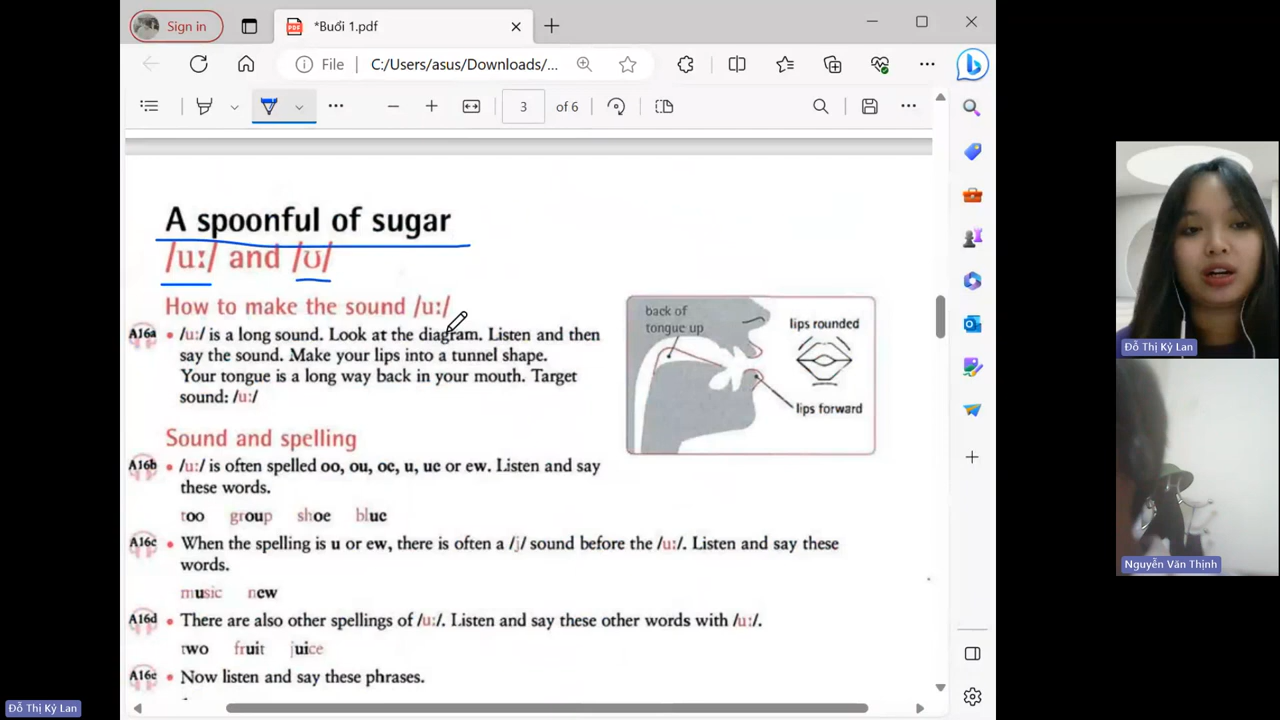 Sign in
*Buổi 1.pdf
File
C:/Users/asus/Downloads/...
3
of 6
A spoonful of sugar
/uː/ and /ʊ/
How to make the sound /uː/
A16a • /uː/ is a long sound. Look at the diagram. Listen and then
say the sound. Make your lips into a tunnel shape.
Your tongue is a long way back in your mouth. Target
sound: /uː/
back of
tongue up
lips rounded
lips forward
Sound and spelling
A16b • /uː/ is often spelled oo, ou, oe, u, ue or ew. Listen and say
these words.
too group shoe blue
A16c • When the spelling is u or ew, there is often a /j/ sound before the /uː/. Listen and say these
words.
music new
A16d • There are also other spellings of /uː/. Listen and say these other words with /uː/.
two fruit juice
A16e • Now listen and say these phrases.
Đỗ Thị Kỷ Lan
Nguyễn Văn Thịnh
Đỗ Thị Kỷ Lan